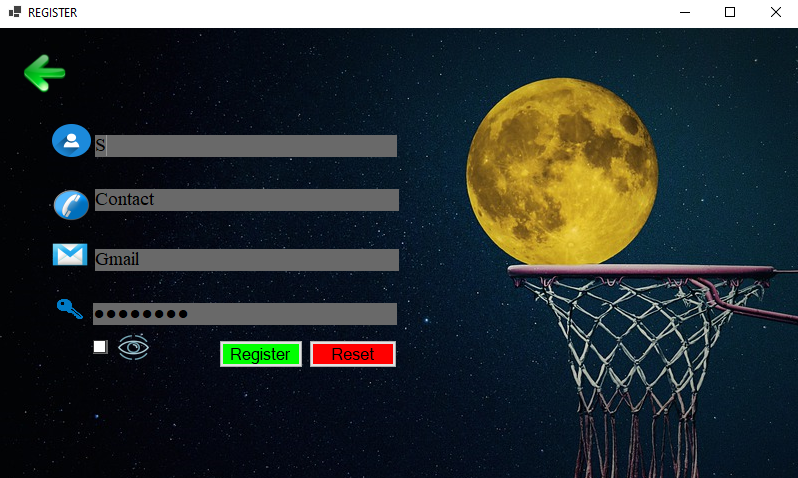 REGISTER
S
Contact
Gmail
●●●●●●●●
Register Reset